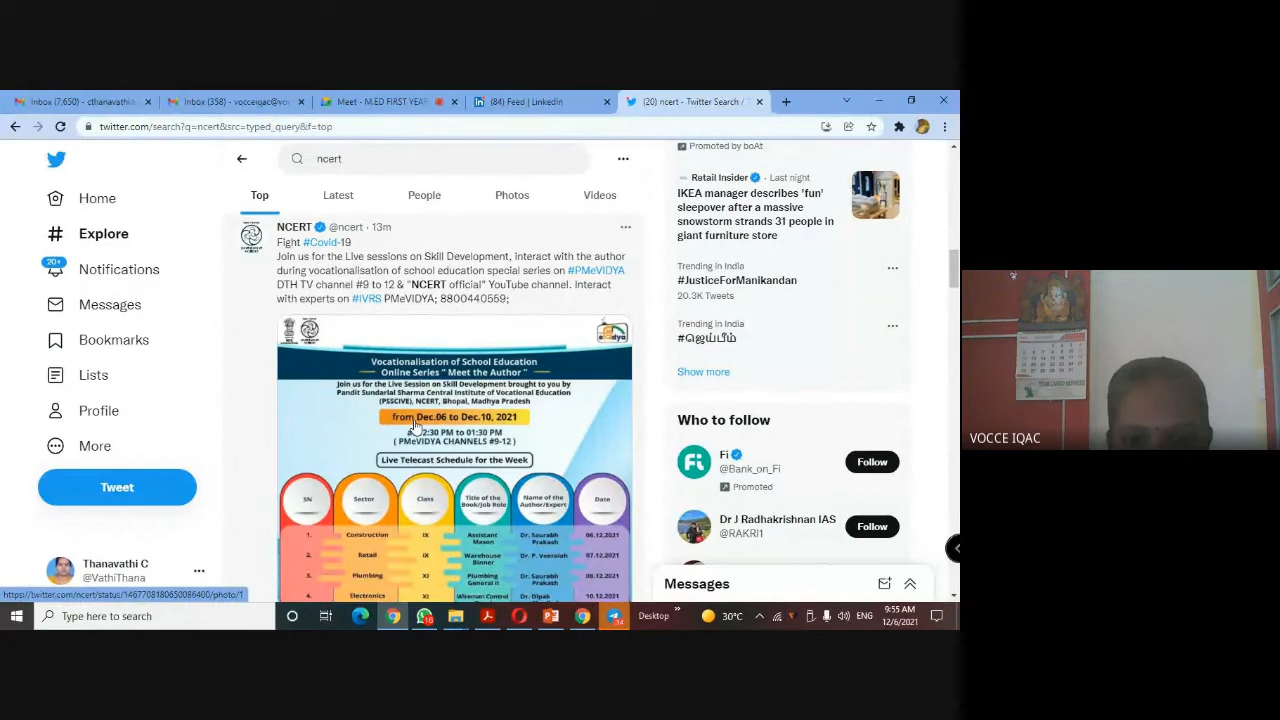 Inbox (7,650) - cthanavathi.
Inbox (358) - vocceiqac@vo
Meet - M.ED FIRST YEAR
(84) Feed | LinkedIn
(20) ncert - Twitter Search /
twitter.com/search?q=ncert&src=typed_query&f=top
ncert
Top
Latest
People
Photos
Videos
Home
Explore
20+
Notifications
Messages
Bookmarks
Lists
Profile
More
Tweet
Thanavathi C
@VathiThana
NCERT @ncert · 13m
Fight #Covid-19
Join us for the Live sessions on Skill Development, interact with the author
during vocationalisation of school education special series on #PMeVIDYA
DTH TV channel #9 to 12 & "NCERT official" YouTube channel. Interact
with experts on #IVRS PMeVIDYA; 8800440559;
Vocationalisation of School Education
Online Series " Meet the Author "
Join us for the Live Session on Skill Development brought to you by
Pandit Sundarlal Sharma Central Institute of Vocational Education
(PSSCIVE), NCERT, Bhopal, Madhya Pradesh
from Dec.06 to Dec.10, 2021
2:30 PM to 01:30 PM
( PMeVIDYA CHANNELS #9-12 )
Live Telecast Schedule for the Week
SN
Sector
Class
Title of the
Book/Job Role
Name of the
Author/Expert
Date
1. Construction IX Assistant Mason Dr. Saurabh Prakash 06.12.2021
2. Retail IX Warehouse Binner Dr. P. Veeraiah 07.12.2021
3. Plumbing XI Plumbing General II Dr. Saurabh Prakash 08.12.2021
4. Electronics XI Wireman Control Dr. Dipak 10.12.2021
Promoted by boAt
Retail Insider · Last night
IKEA manager describes 'fun'
sleepover after a massive
snowstorm strands 31 people in
giant furniture store
Trending in India
#JusticeForManikandan
20.3K Tweets
Trending in India
#ஜெய்பீம்
Show more
Who to follow
Fi
@Bank_on_Fi
Promoted
Follow
Dr J Radhakrishnan IAS
@RAKRI1
Follow
Messages
https://twitter.com/ncert/status/1467708180650086400/photo/1
Type here to search
Desktop
30°C
ENG
9:55 AM
12/6/2021
VOCCE IQAC